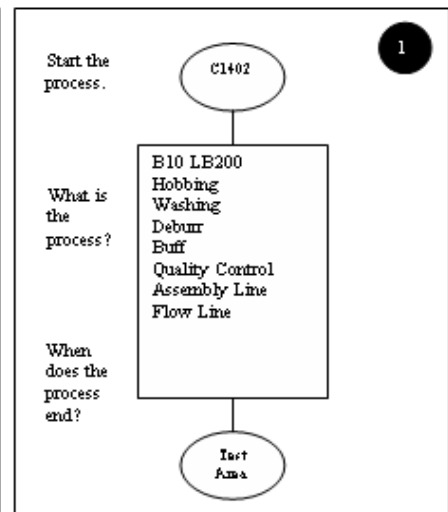 1
Start the
process.
C1402
What is
the
process?
B10 LB200
Hobbing
Washing
Deburr
Buff
Quality Control
Assembly Line
Flow Line
When
does the
process
end?
Test
Area